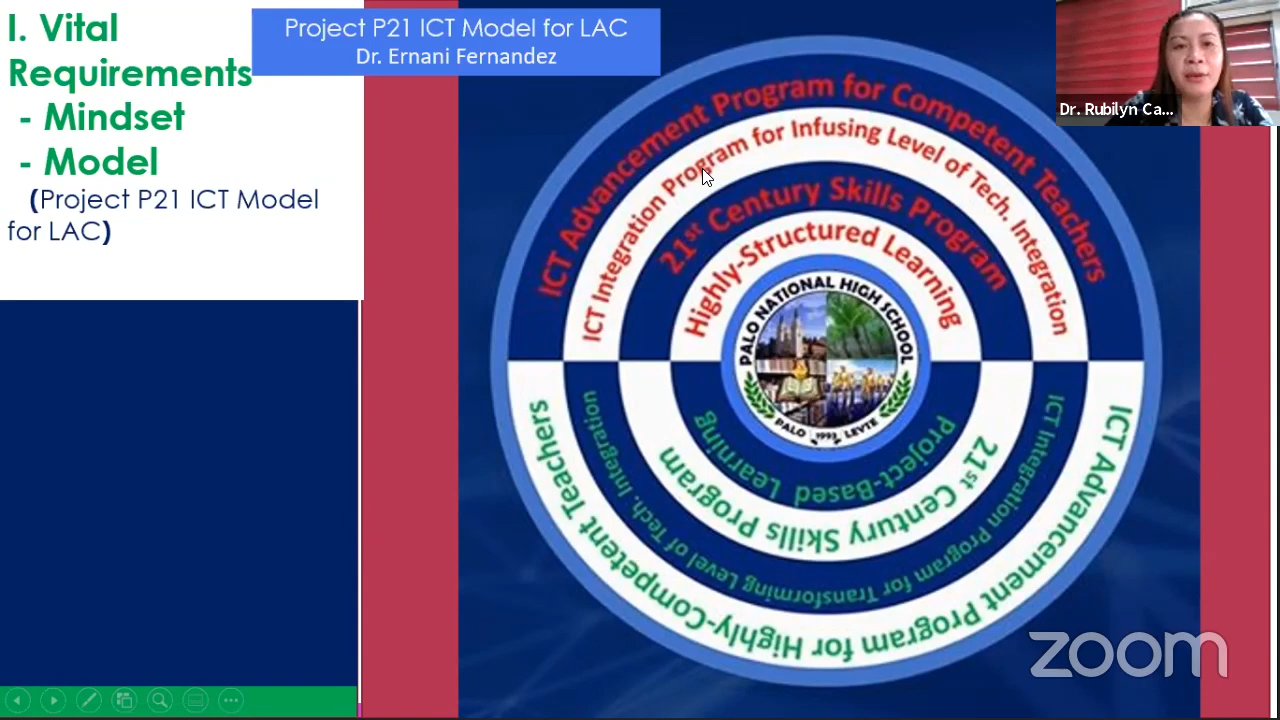 I. Vital
Requirements
- Mindset
- Model
(Project P21 ICT Model
for LAC)
Project P21 ICT Model for LAC
Dr. Ernani Fernandez
Dr. Rubilyn Ca...
ICT Advancement Program for Competent Teachers
ICT Integration Program for Infusing Level of Tech. Integration
21st Century Skills Program
Highly-Structured Learning
PALO NATIONAL HIGH SCHOOL
PALO 1993 LEYTE
Project-Based Learning
21st Century Skills Program
ICT Integration Program for Transforming Level of Tech. Integration
ICT Advancement Program for Highly-Competent Teachers
zoom